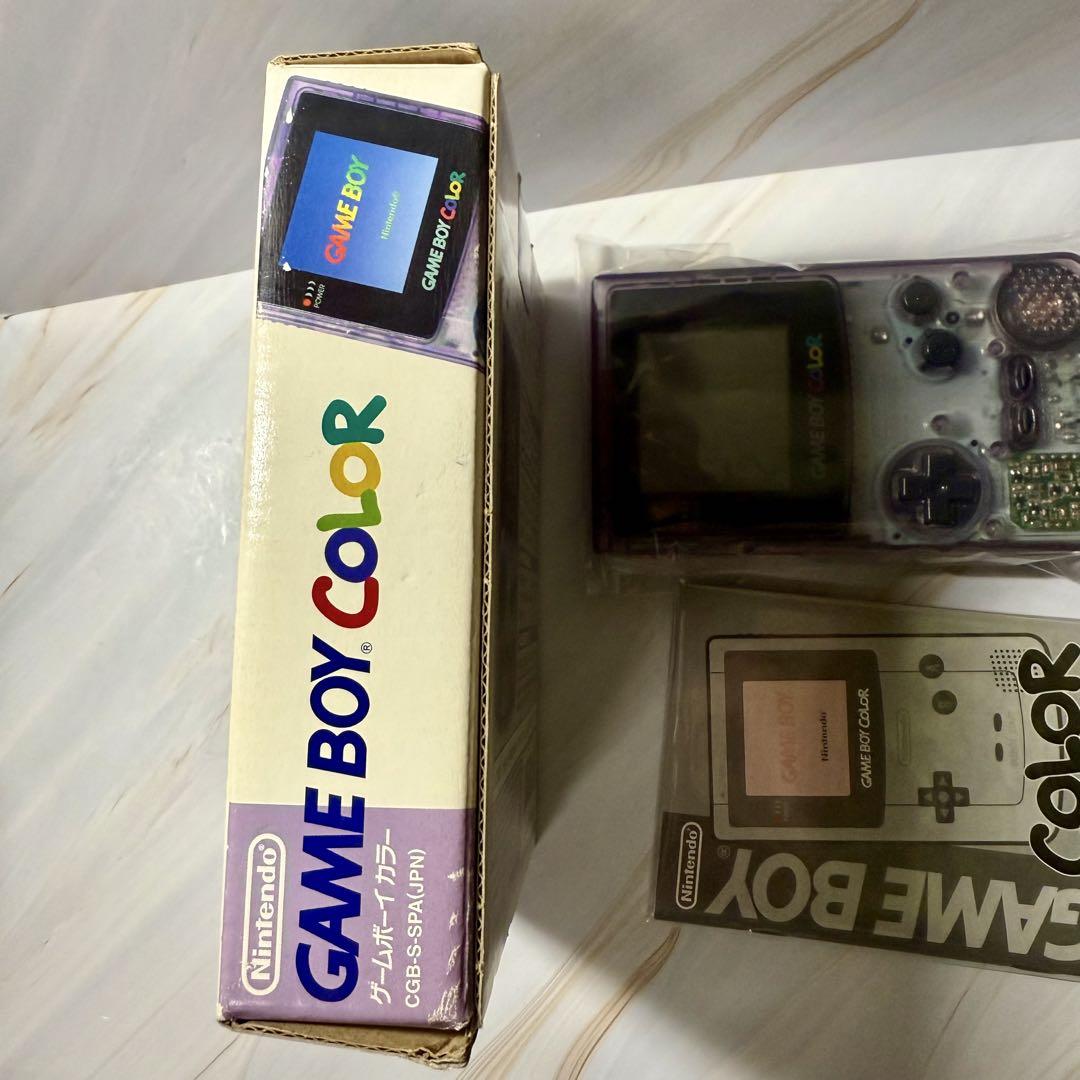 GAME BOY
Nintendo®
POWER
GAME BOY COLOR
Nintendo®
GAME BOY® COLOR
ゲームボーイカラー
CGB-S-SPA(JPN)
GAME BOY COLOR
GAME BOY
Nintendo
GAME BOY COLOR
Nintendo®
GAME BOY®
COLOR